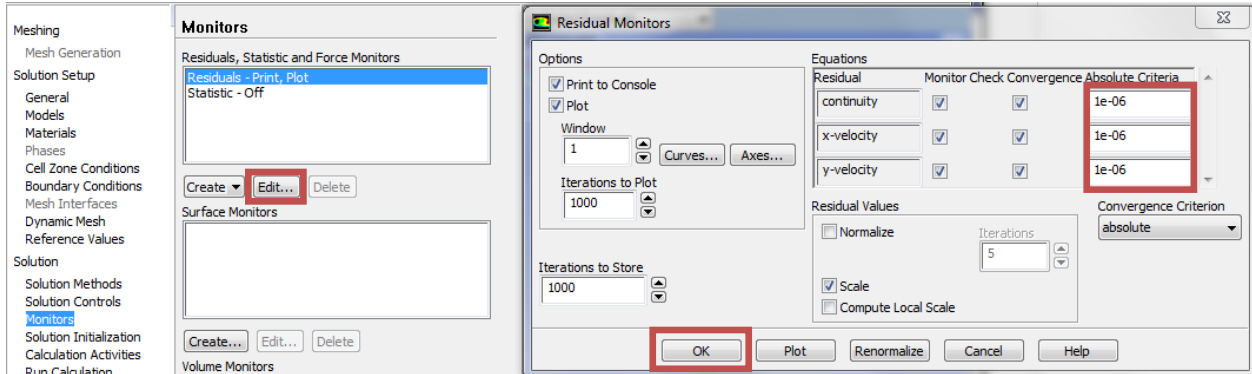 Meshing
Mesh Generation
Solution Setup
General
Models
Materials
Phases
Cell Zone Conditions
Boundary Conditions
Mesh Interfaces
Dynamic Mesh
Reference Values
Solution
Solution Methods
Solution Controls
Monitors
Solution Initialization
Calculation Activities
Run Calculation
Monitors
Residuals, Statistic and Force Monitors
Residuals - Print, Plot
Statistic - Off
Create Edit... Delete
Surface Monitors
Create... Edit... Delete
Volume Monitors
Residual Monitors
Options
Print to Console
Plot
Window
1 Curves... Axes...
Iterations to Plot
1000
Iterations to Store
1000
Equations
Residual Monitor Check Convergence Absolute Criteria
continuity 1e-06
x-velocity 1e-06
y-velocity 1e-06
Residual Values
Normalize Iterations
5
Scale
Compute Local Scale
Convergence Criterion
absolute
OK Plot Renormalize Cancel Help